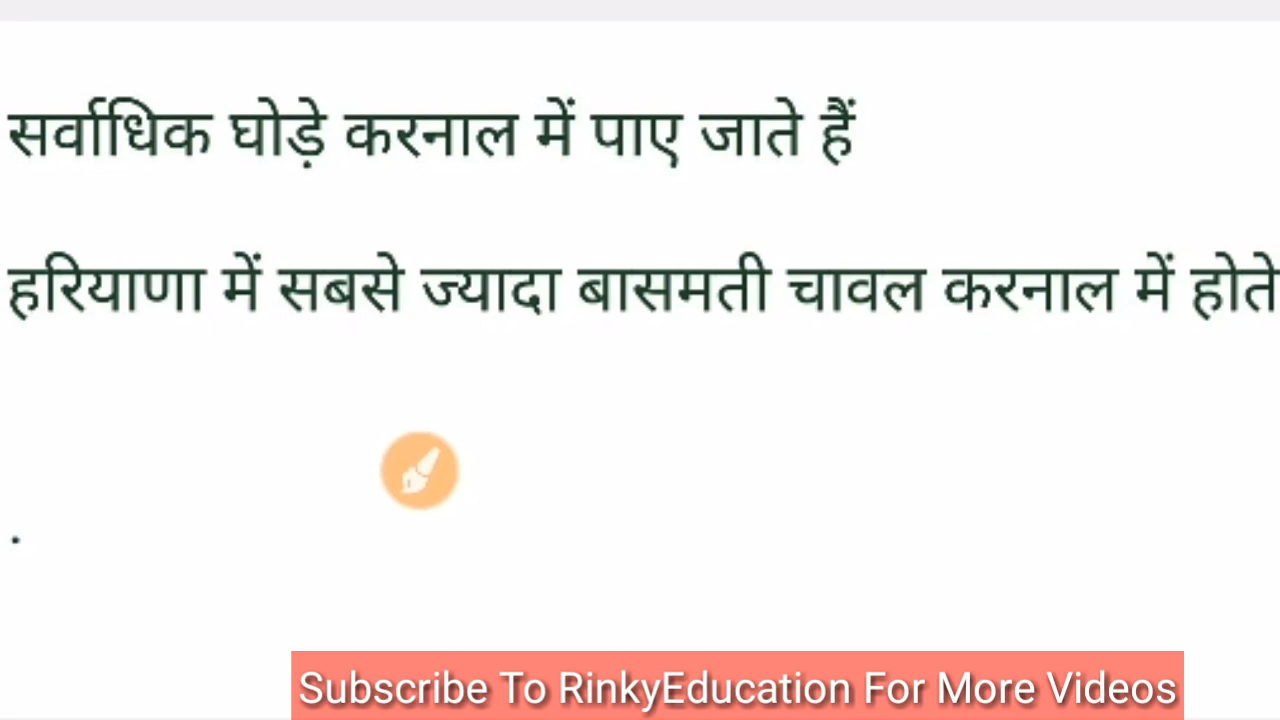 सर्वाधिक घोड़े करनाल में पाए जाते हैं
हरियाणा में सबसे ज्यादा बासमती चावल करनाल में होते
.
Subscribe To RinkyEducation For More Videos